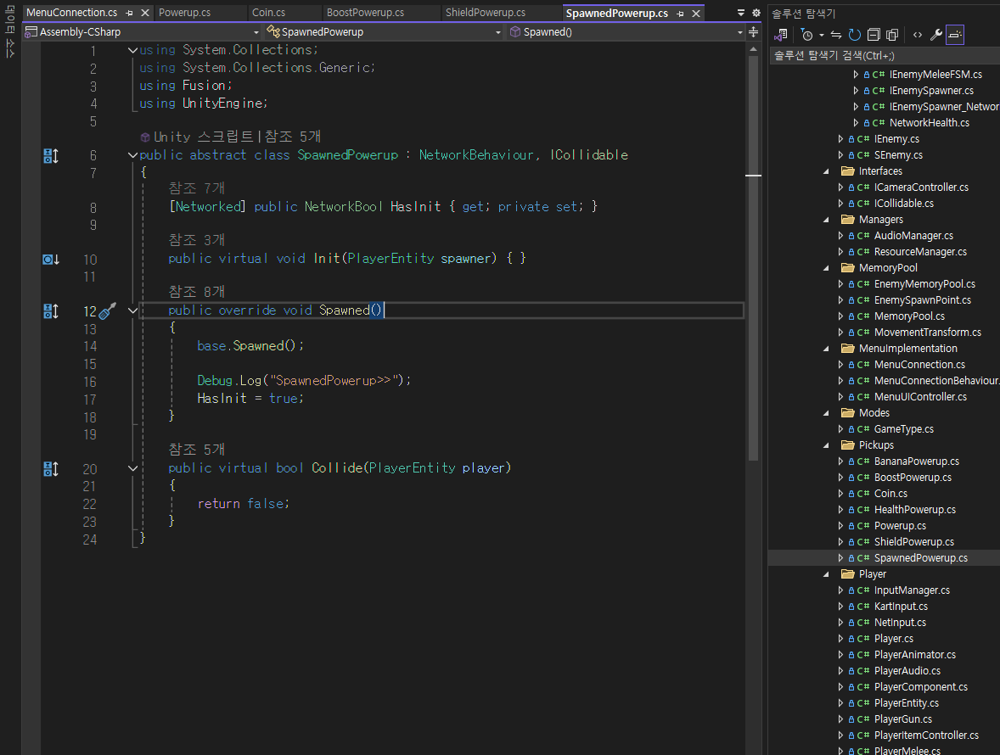 데이터 소스
MenuConnection.cs
Powerup.cs
Coin.cs
BoostPowerup.cs
ShieldPowerup.cs
SpawnedPowerup.cs
Assembly-CSharp
SpawnedPowerup
Spawned()
1 using System.Collections;
2 using System.Collections.Generic;
3 using Fusion;
4 using UnityEngine;
5
Unity 스크립트|참조 5개
6 public abstract class SpawnedPowerup : NetworkBehaviour, ICollidable
7 {
참조 7개
8 [Networked] public NetworkBool HasInit { get; private set; }
9
참조 3개
10 public virtual void Init(PlayerEntity spawner) { }
11
참조 8개
12 public override void Spawned()
13 {
14 base.Spawned();
15
16 Debug.Log("SpawnedPowerup>>");
17 HasInit = true;
18 }
19
참조 5개
20 public virtual bool Collide(PlayerEntity player)
21 {
22 return false;
23 }
24 }
솔루션 탐색기
솔루션 탐색기 검색(Ctrl+;)
C# IEnemyMeleeFSM.cs
C# IEnemySpawner.cs
C# IEnemySpawner_Networ
C# NetworkHealth.cs
C# IEnemy.cs
C# SEnemy.cs
Interfaces
C# ICameraController.cs
C# ICollidable.cs
Managers
C# AudioManager.cs
C# ResourceManager.cs
MemoryPool
C# EnemyMemoryPool.cs
C# EnemySpawnPoint.cs
C# MemoryPool.cs
C# MovementTransform.cs
MenuImplementation
C# MenuConnection.cs
C# MenuConnectionBehaviour.
C# MenuUIController.cs
Modes
C# GameType.cs
Pickups
C# BananaPowerup.cs
C# BoostPowerup.cs
C# Coin.cs
C# HealthPowerup.cs
C# Powerup.cs
C# ShieldPowerup.cs
C# SpawnedPowerup.cs
Player
C# InputManager.cs
C# KartInput.cs
C# NetInput.cs
C# Player.cs
C# PlayerAnimator.cs
C# PlayerAudio.cs
C# PlayerComponent.cs
C# PlayerEntity.cs
C# PlayerGun.cs
C# PlayerItemController.cs
C# PlayerMelee.cs